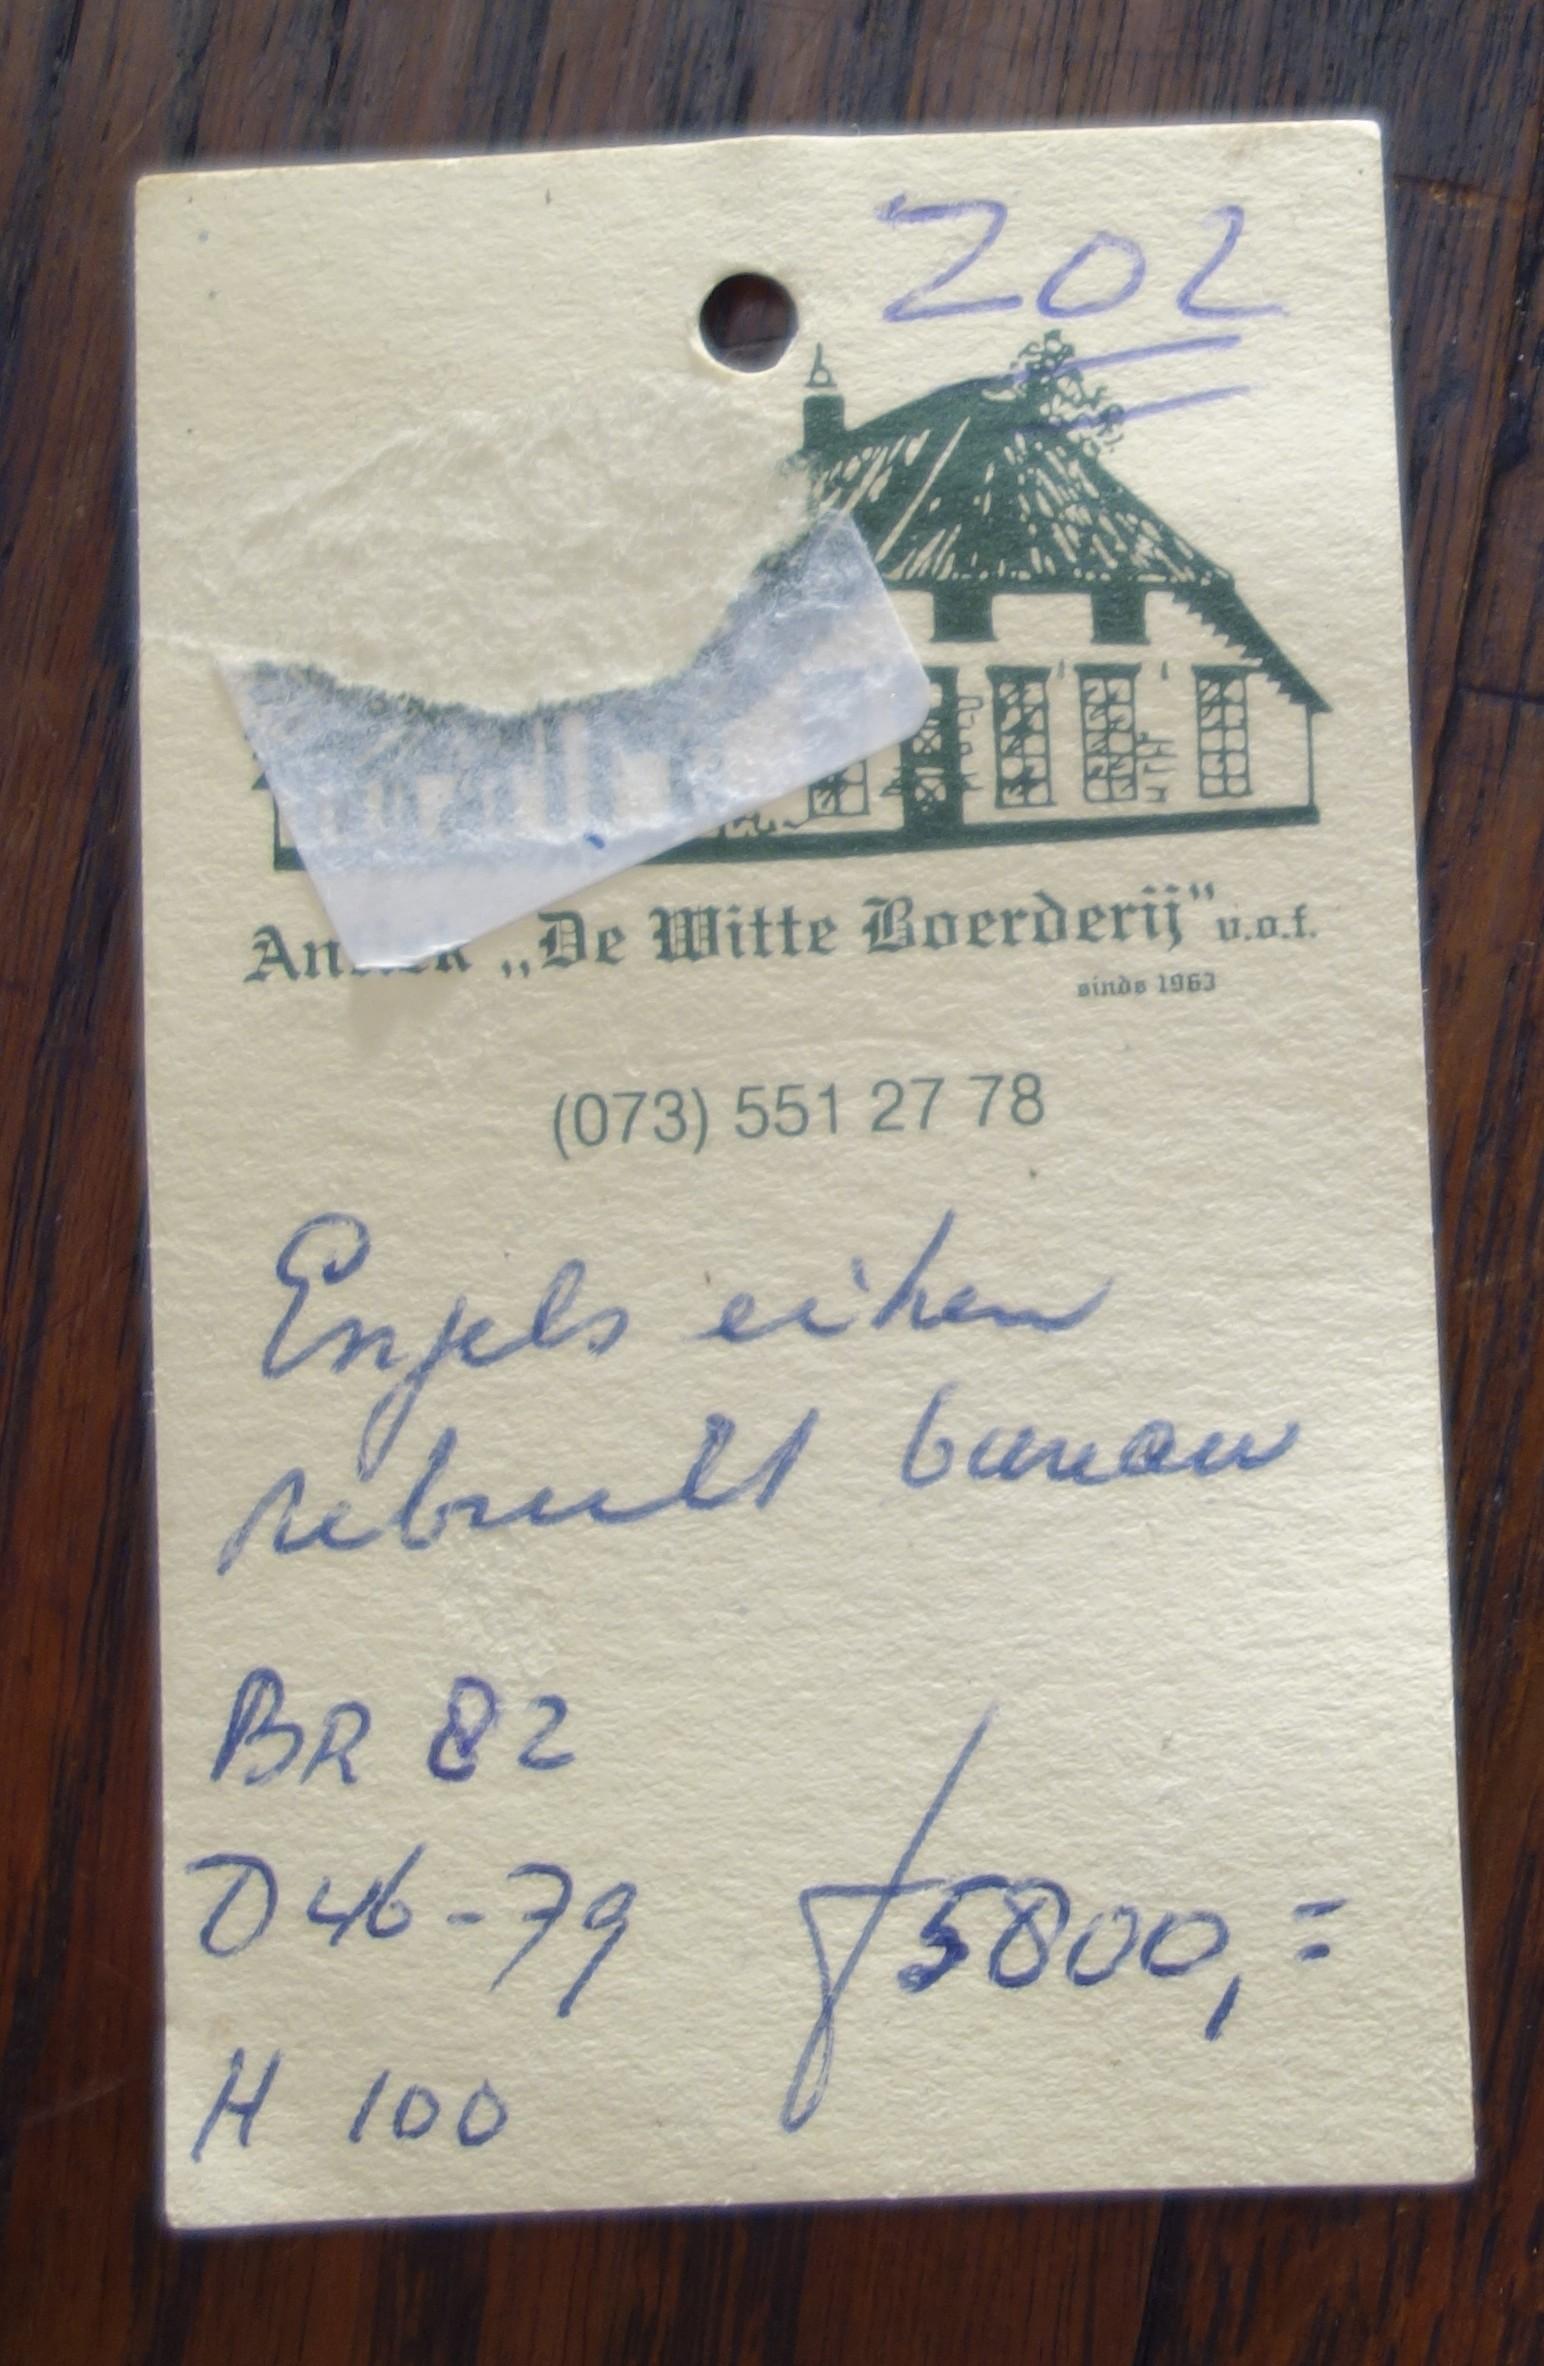 202
Antiek „De Witte Boerderij" v.o.f.
sinds 1963
(073) 551 27 78
Engels eiken
bureau
BR 82
D 46-79
ƒ 5800,=
H 100